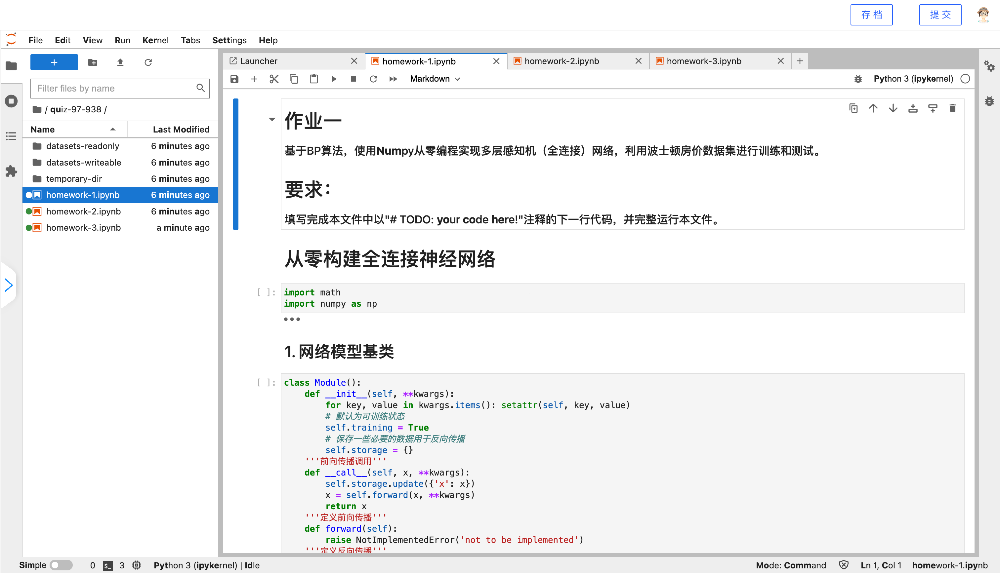 存 档
提 交
File Edit View Run Kernel Tabs Settings Help
Launcher
homework-1.ipynb
homework-2.ipynb
homework-3.ipynb
Filter files by name
Markdown
Python 3 (ipykernel)
/ quiz-97-938 /
Name Last Modified
datasets-readonly 6 minutes ago
datasets-writeable 6 minutes ago
temporary-dir 6 minutes ago
homework-1.ipynb 6 minutes ago
homework-2.ipynb 6 minutes ago
homework-3.ipynb a minute ago
作业一
基于BP算法，使用Numpy从零编程实现多层感知机（全连接）网络，利用波士顿房价数据集进行训练和测试。
要求：
填写完成本文件中以"# TODO: your code here!"注释的下一行代码，并完整运行本文件。
从零构建全连接神经网络
[ ]: import math
import numpy as np
1. 网络模型基类
[ ]: class Module():
def __init__(self, **kwargs):
for key, value in kwargs.items(): setattr(self, key, value)
# 默认为可训练状态
self.training = True
# 保存一些必要的数据用于反向传播
self.storage = {}
'''前向传播调用'''
def __call__(self, x, **kwargs):
self.storage.update({'x': x})
x = self.forward(x, **kwargs)
return x
'''定义前向传播'''
def forward(self):
raise NotImplementedError('not to be implemented')
'''定义反向传播'''
Simple 0 $_ 3 Python 3 (ipykernel) | Idle
Mode: Command Ln 1, Col 1 homework-1.ipynb